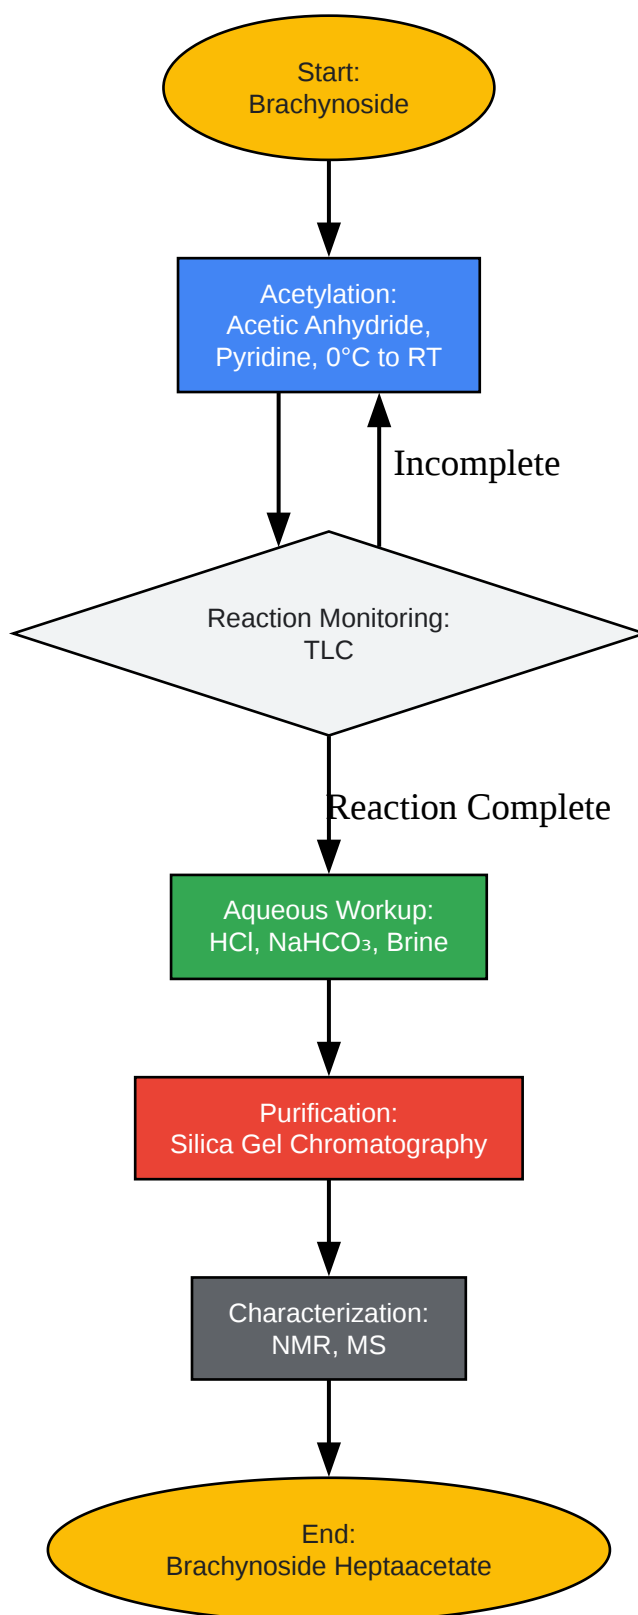 Start:
Brachynoside
Acetylation:
Acetic Anhydride,
Pyridine, 0°C to RT
Incomplete
Reaction Monitoring:
TLC
Reaction Complete
Aqueous Workup:
HCl, NaHCO₃, Brine
Purification:
Silica Gel Chromatography
Characterization:
NMR, MS
End:
Brachynoside Heptaacetate